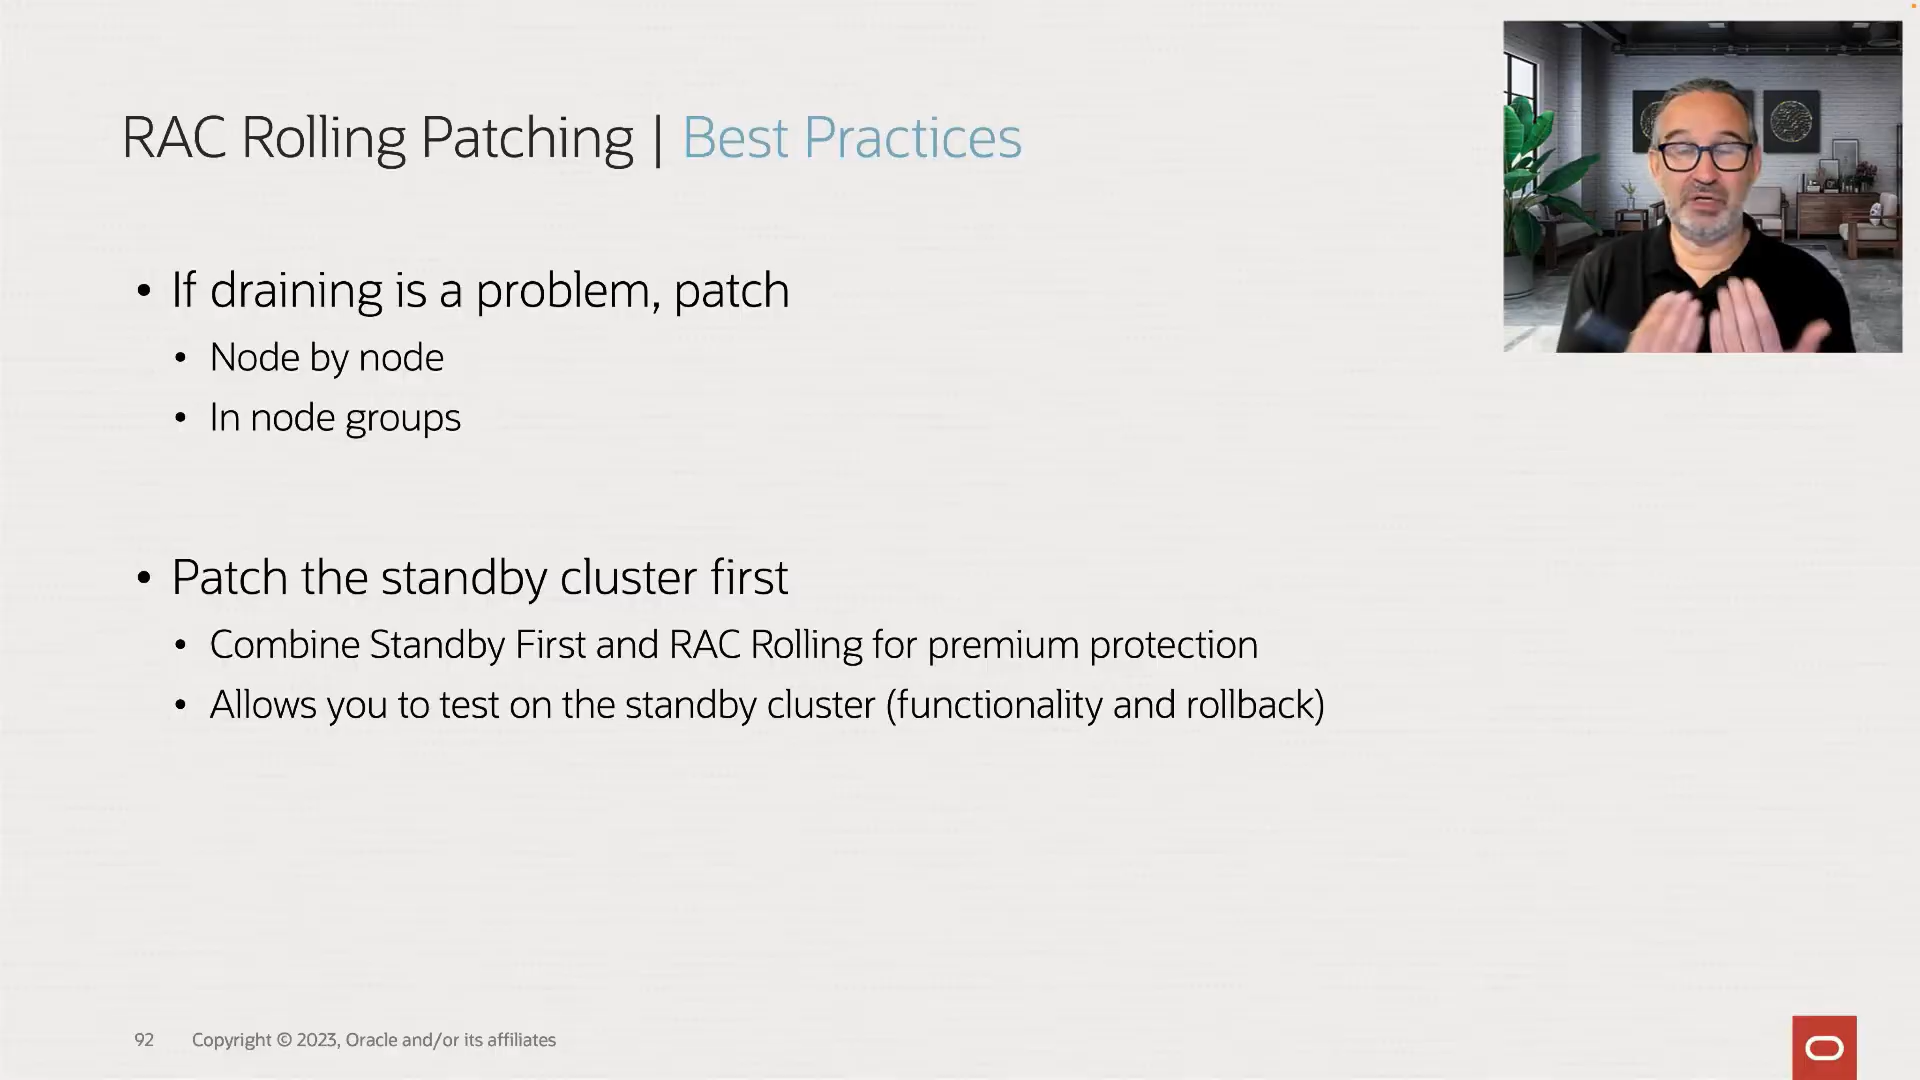 RAC Rolling Patching | Best Practices
• If draining is a problem, patch
• Node by node
• In node groups
• Patch the standby cluster first
• Combine Standby First and RAC Rolling for premium protection
• Allows you to test on the standby cluster (functionality and rollback)
92 Copyright © 2023, Oracle and/or its affiliates